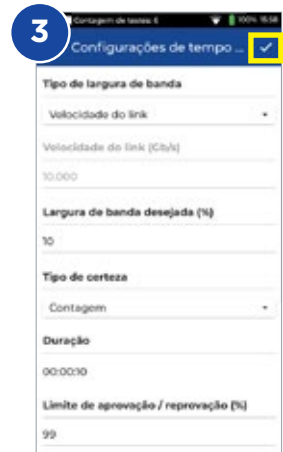 3
Contagem de testes: 6 100% 15:58
Configurações de tempo ...
Tipo de largura de banda
Velocidade do link
Velocidade do link (Gb/s)
10.000
Largura de banda desejada (%)
10
Tipo de certeza
Contagem
Duração
00:00:10
Limite de aprovação / reprovação (%)
99